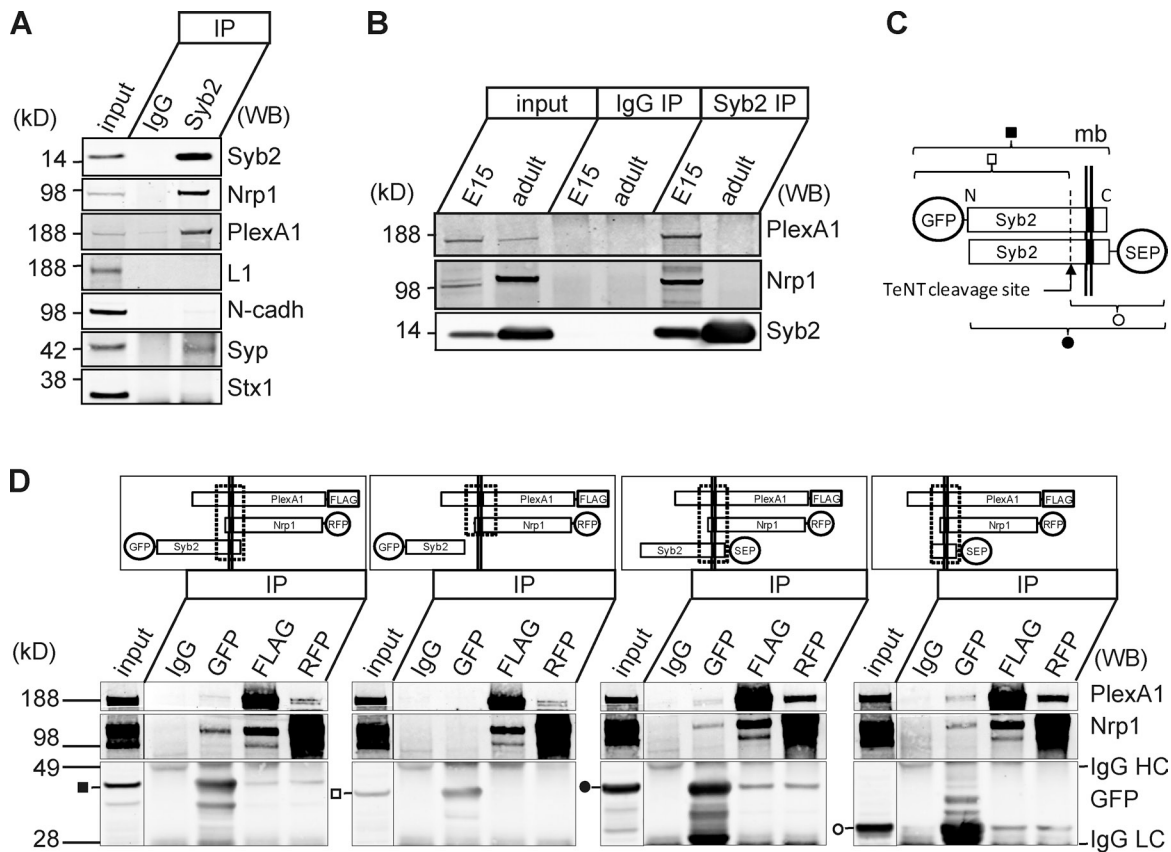 A
IP
(kD)
input
IgG
Syb2
(WB)
14
Syb2
98
Nrp1
188
PlexA1
188
L1
98
N-cadh
42
Syp
38
Stx1
B
input
IgG IP
Syb2 IP
(kD)
E15
adult
E15
adult
E15
adult
(WB)
188
PlexA1
98
Nrp1
14
Syb2
C
mb
N
C
GFP
Syb2
Syb2
SEP
TeNT cleavage site
D
PlexA1
FLAG
Nrp1
RFP
GFP
Syb2
PlexA1
FLAG
Nrp1
RFP
GFP
Syb2
PlexA1
FLAG
Nrp1
RFP
Syb2
SEP
PlexA1
FLAG
Nrp1
RFP
SEP
IP
IP
IP
IP
(kD)
input
IgG
GFP
FLAG
RFP
input
IgG
GFP
FLAG
RFP
input
IgG
GFP
FLAG
RFP
input
IgG
GFP
FLAG
RFP
(WB)
188
PlexA1
98
Nrp1
49
IgG HC
GFP
28
IgG LC